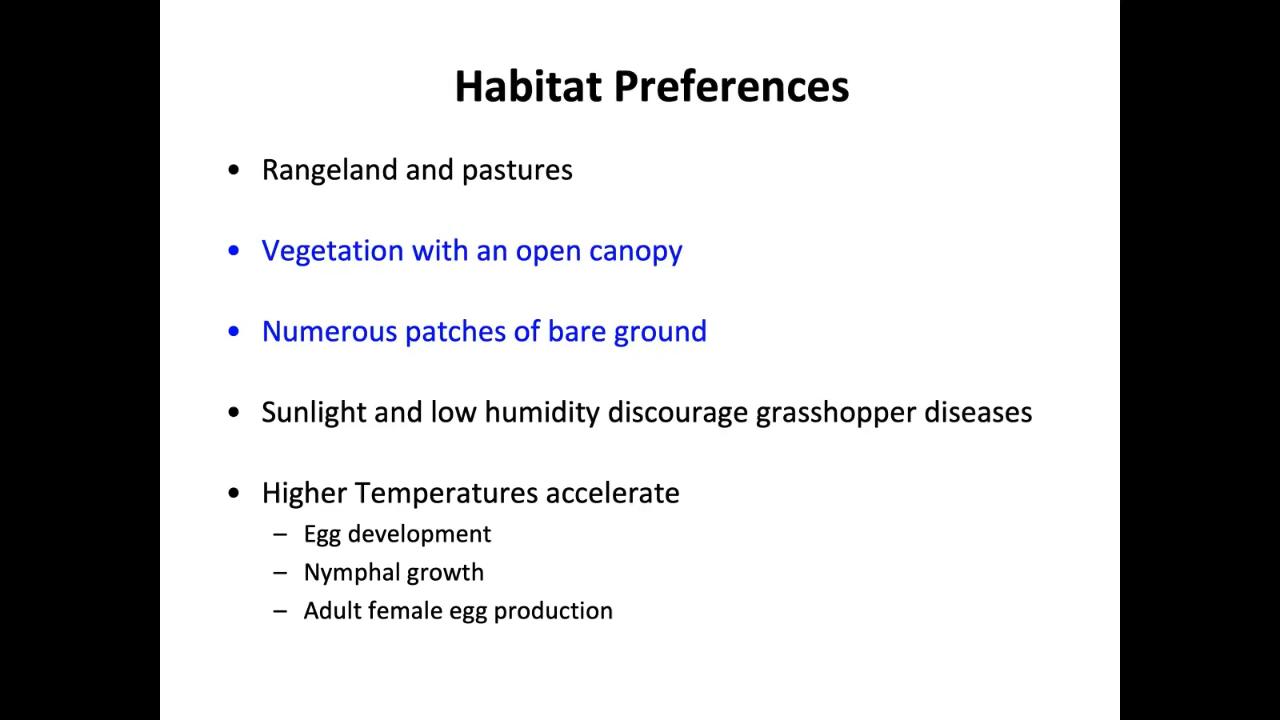 Habitat Preferences
• Rangeland and pastures
• Vegetation with an open canopy
• Numerous patches of bare ground
• Sunlight and low humidity discourage grasshopper diseases
• Higher Temperatures accelerate
– Egg development
– Nymphal growth
– Adult female egg production